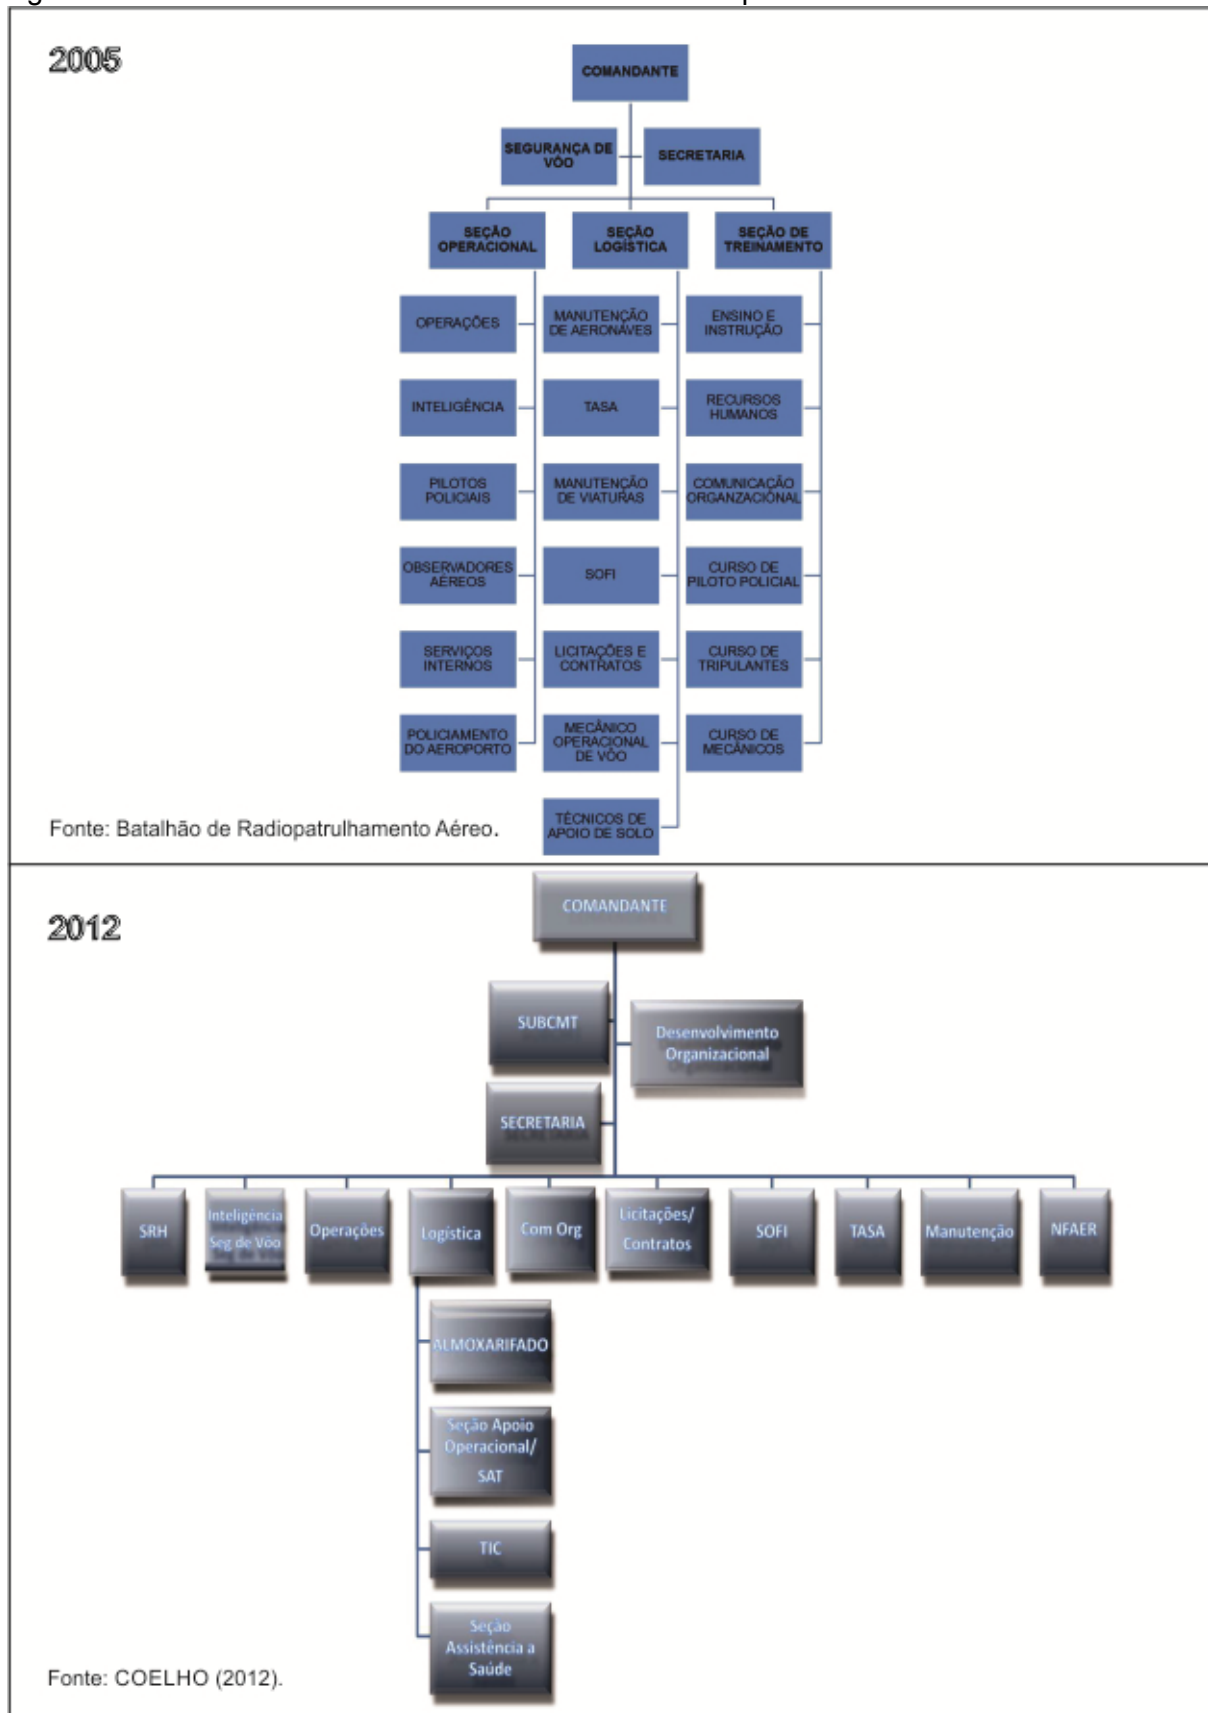 2005
COMANDANTE
SEGURANÇA DE
VÔO
SECRETARIA
SEÇÃO
OPERACIONAL
SEÇÃO
LOGÍSTICA
SEÇÃO DE
TREINAMENTO
OPERAÇÕES
MANUTENÇÃO
DE AERONAVES
ENSINO E
INSTRUÇÃO
INTELIGÊNCIA
TASA
RECURSOS
HUMANOS
PILOTOS
POLICIAIS
MANUTENÇÃO
DE VIATURAS
COMUNICAÇÃO
ORGANZACIONAL
OBSERVADORES
AÉREOS
SOFI
CURSO DE
PILOTO POLICIAL
SERVIÇOS
INTERNOS
LICITAÇÕES E
CONTRATOS
CURSO DE
TRIPULANTES
POLICIAMENTO
DO AEROPORTO
MECÂNICO
OPERACIONAL
DE VÔO
CURSO DE
MECÂNICOS
TÉCNICOS DE
APOIO DE SOLO
Fonte: Batalhão de Radiopatrulhamento Aéreo.
2012
COMANDANTE
SUBCMT
Desenvolvimento
Organizacional
SECRETARIA
SRH
Inteligência
Seg de Vôo
Operações
Logística
Com Org
Licitações/
Contratos
SOFI
TASA
Manutenção
NFAER
ALMOXARIFADO
Seção Apoio
Operacional/
SAT
TIC
Seção
Assistência a
Saúde
Fonte: COELHO (2012).